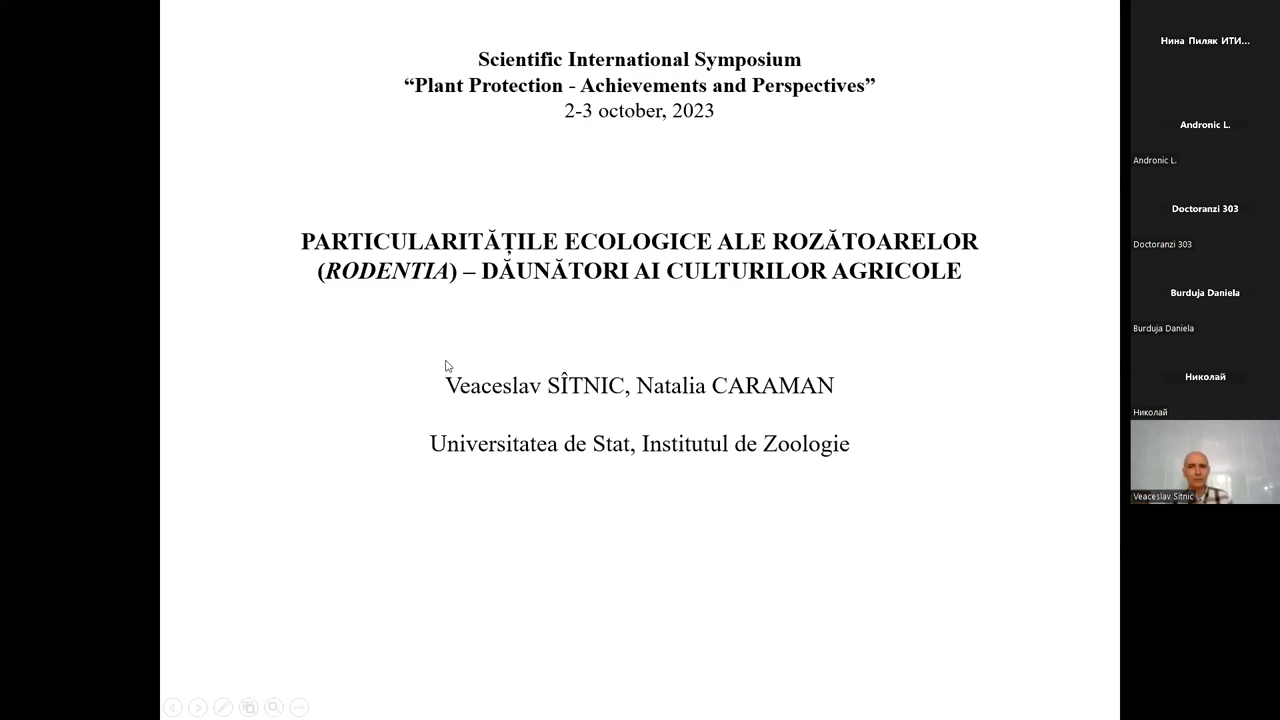 Scientific International Symposium
“Plant Protection - Achievements and Perspectives”
2-3 october, 2023
PARTICULARITĂȚILE ECOLOGICE ALE ROZĂTOARELOR
(RODENTIA) – DĂUNĂTORI AI CULTURILOR AGRICOLE
Veaceslav SÎTNIC, Natalia CARAMAN
Universitatea de Stat, Institutul de Zoologie
Нина Пиляк ИТИ...
Andronic L.
Andronic L.
Doctoranzi 303
Doctoranzi 303
Burduja Daniela
Burduja Daniela
Николай
Николай
Veaceslav Sitnic